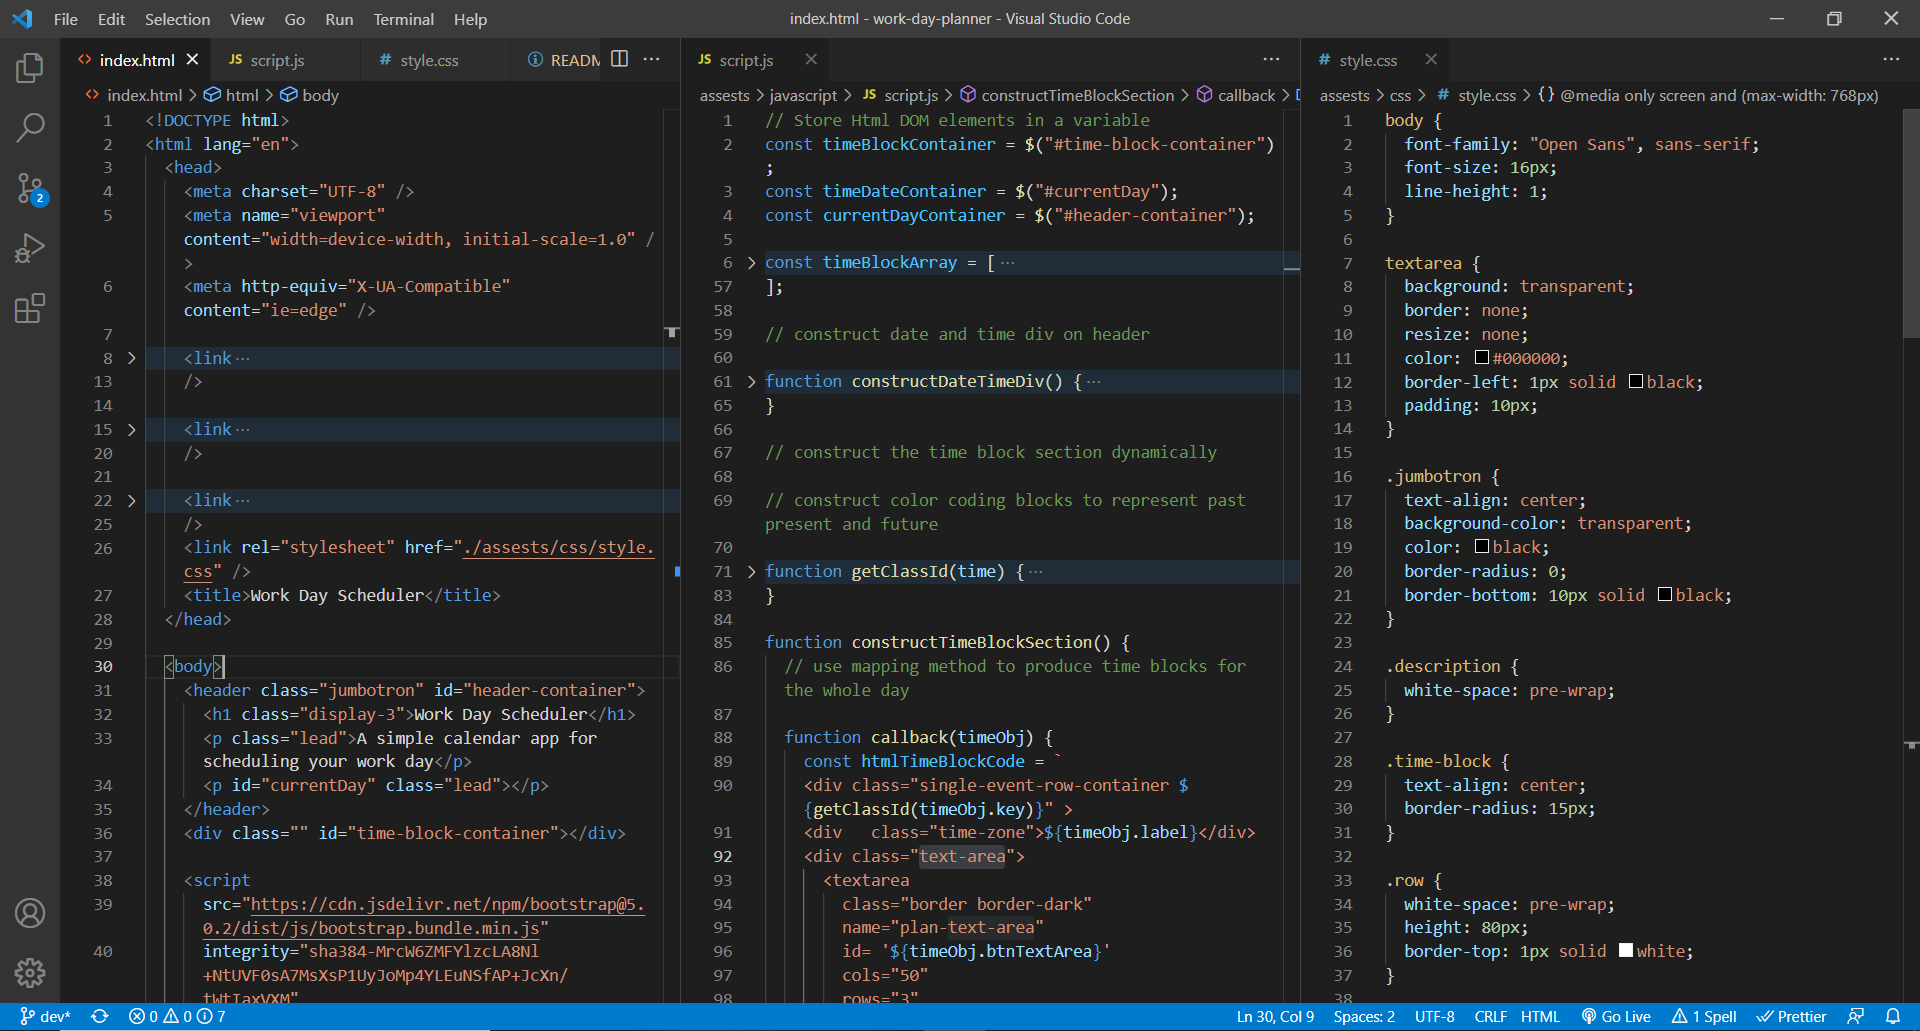 File Edit Selection View Go Run Terminal Help
index.html - work-day-planner - Visual Studio Code
index.html
JS script.js
# style.css
READM
index.html > html > body
1 <!DOCTYPE html>
2 <html lang="en">
3 <head>
4 <meta charset="UTF-8" />
5 <meta name="viewport"
content="width=device-width, initial-scale=1.0" /
>
6 <meta http-equiv="X-UA-Compatible"
content="ie=edge" />
7
8 <link ···
13 />
14
15 <link ···
20 />
21
22 <link ···
25 />
26 <link rel="stylesheet" href="./assests/css/style.
css" />
27 <title>Work Day Scheduler</title>
28 </head>
29
30 <body>
31 <header class="jumbotron" id="header-container">
32 <h1 class="display-3">Work Day Scheduler</h1>
33 <p class="lead">A simple calendar app for
scheduling your work day</p>
34 <p id="currentDay" class="lead"></p>
35 </header>
36 <div class="" id="time-block-container"></div>
37
38 <script
39 src="https://cdn.jsdelivr.net/npm/bootstrap@5.
0.2/dist/js/bootstrap.bundle.min.js"
40 integrity="sha384-MrcW6ZMFYlzcLA8Nl
+NtUVF0sA7MsXsP1UyJoMp4YLEuNSfAP+JcXn/
tWtIaxVXM"
JS script.js
assests > javascript > JS script.js > constructTimeBlockSection > callback >
1 // Store Html DOM elements in a variable
2 const timeBlockContainer = $("#time-block-container")
;
3 const timeDateContainer = $("#currentDay");
4 const currentDayContainer = $("#header-container");
5
6 const timeBlockArray = [ ···
57 ];
58
59 // construct date and time div on header
60
61 function constructDateTimeDiv() { ···
65 }
66
67 // construct the time block section dynamically
68
69 // construct color coding blocks to represent past
present and future
70
71 function getClassId(time) { ···
83 }
84
85 function constructTimeBlockSection() {
86 // use mapping method to produce time blocks for
the whole day
87
88 function callback(timeObj) {
89 const htmlTimeBlockCode = `
90 <div class="single-event-row-container $
{getClassId(timeObj.key)}" >
91 <div   class="time-zone">${timeObj.label}</div>
92 <div class="text-area">
93 <textarea
94 class="border border-dark"
95 name="plan-text-area"
96 id= '${timeObj.btnTextArea}'
97 cols="50"
98 rows="3"
# style.css
assests > css > # style.css > {} @media only screen and (max-width: 768px)
1 body {
2 font-family: "Open Sans", sans-serif;
3 font-size: 16px;
4 line-height: 1;
5 }
6
7 textarea {
8 background: transparent;
9 border: none;
10 resize: none;
11 color: #000000;
12 border-left: 1px solid black;
13 padding: 10px;
14 }
15
16 .jumbotron {
17 text-align: center;
18 background-color: transparent;
19 color: black;
20 border-radius: 0;
21 border-bottom: 10px solid black;
22 }
23
24 .description {
25 white-space: pre-wrap;
26 }
27
28 .time-block {
29 text-align: center;
30 border-radius: 15px;
31 }
32
33 .row {
34 white-space: pre-wrap;
35 height: 80px;
36 border-top: 1px solid white;
37 }
38
2
dev* 0 0 7
Ln 30, Col 9 Spaces: 2 UTF-8 CRLF HTML Go Live 1 Spell Prettier